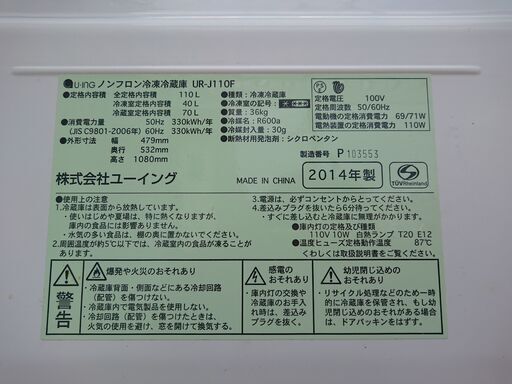 U-ING ノンフロン冷凍冷蔵庫 UR-J110F
●定格内容積 全定格内容積 110L
冷凍室定格内容積 40L
冷蔵室定格内容積 70L
●消費電力量 50Hz 330kWh/年
(JIS C9801-2006年) 60Hz 330kWh/年
●外形寸法 幅 479mm
奥行 532mm
高さ 1080mm
●種類：冷凍冷蔵庫
●冷凍室の記号：
●質量：36kg
●冷媒名：R600a
●冷媒封入量：30g
●断熱材用発泡剤：シクロペンタン
定格電圧 100V
定格周波数 50/60Hz
電動機の定格消費電力 69/71W
電熱装置の定格消費電力 110W
製造番号 P 103553
株式会社ユーイング
MADE IN CHINA
2014年製
TÜVRheinland
●使用上の注意
1.冷蔵庫は表面から放熱しています。
・使いはじめや夏場は、特に熱く感じますが、庫
内の食品には影響ありません。
・水気の多い食品は、棚の奥に置かないでください。
2.周囲温度が約5℃以下では、冷蔵室内の食品が凍ることが
あります。
3.電源は、必ずコンセントからとってください。
4.差込みプラグを抜いたら6分待ってください。
・すぐに差し込むと冷蔵庫に無理がかかります。
●庫内灯の定格及び種類
110V 10W 白熱ランプ T20 E12
●温度ヒューズ定格動作温度 87℃
くわしくは取扱説明書をごらんください。
警告
爆発や火災のおそれあり
・冷蔵庫背面・側面などにある冷却回路
（配管）を傷つけない。
・冷蔵庫内で電気製品を使用しない。
・冷却回路（配管）を傷つけたときは、
火気の使用を避け、窓を開けて換気する。
感電の
おそれあり
・庫内灯の交換や
冷蔵庫のお手入
れ時は、差込み
プラグを抜く。
幼児閉じ込めの
おそれあり
・リサイクル処理などのため一時
的に冷蔵庫を保管され、もし幼
児が閉じ込められるおそれのある場合
は、ドアパッキンをはずす。